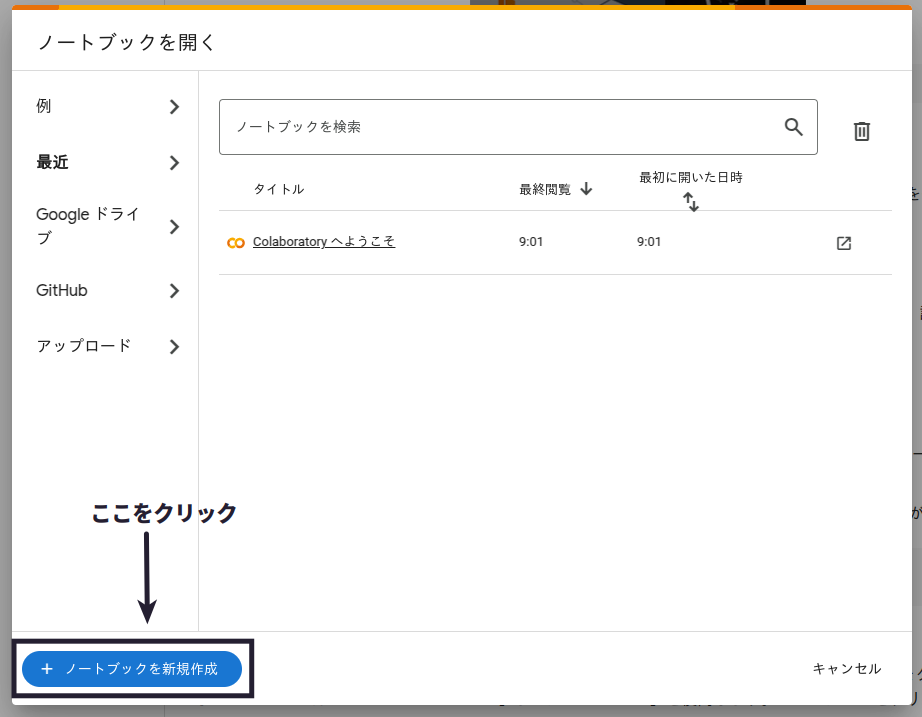 ノートブックを開く
例
最近
Google ドライ
ブ
GitHub
アップロード
ノートブックを検索
タイトル
最終閲覧
最初に開いた日時
Colaboratory へようこそ
9:01
9:01
ここをクリック
+ ノートブックを新規作成
キャンセル
を
が